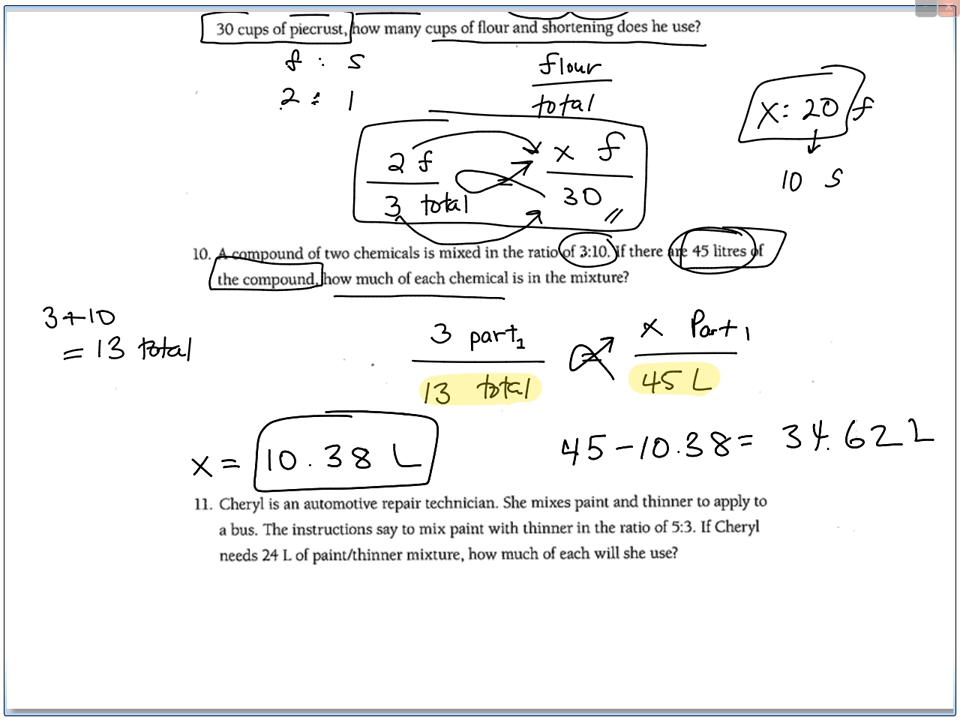 30 cups of piecrust, how many cups of flour and shortening does he use?
f : s
2 : 1
flour
total
2 f
3 total
x f
30
x: 20 f
10 s
10. A compound of two chemicals is mixed in the ratio of 3:10. If there are 45 litres of
the compound, how much of each chemical is in the mixture?
3+10
= 13 total
3 part1
13 total
x Part1
45 L
x = 10.38 L
45-10.38= 34.62 L
11. Cheryl is an automotive repair technician. She mixes paint and thinner to apply to
a bus. The instructions say to mix paint with thinner in the ratio of 5:3. If Cheryl
needs 24 L of paint/thinner mixture, how much of each will she use?